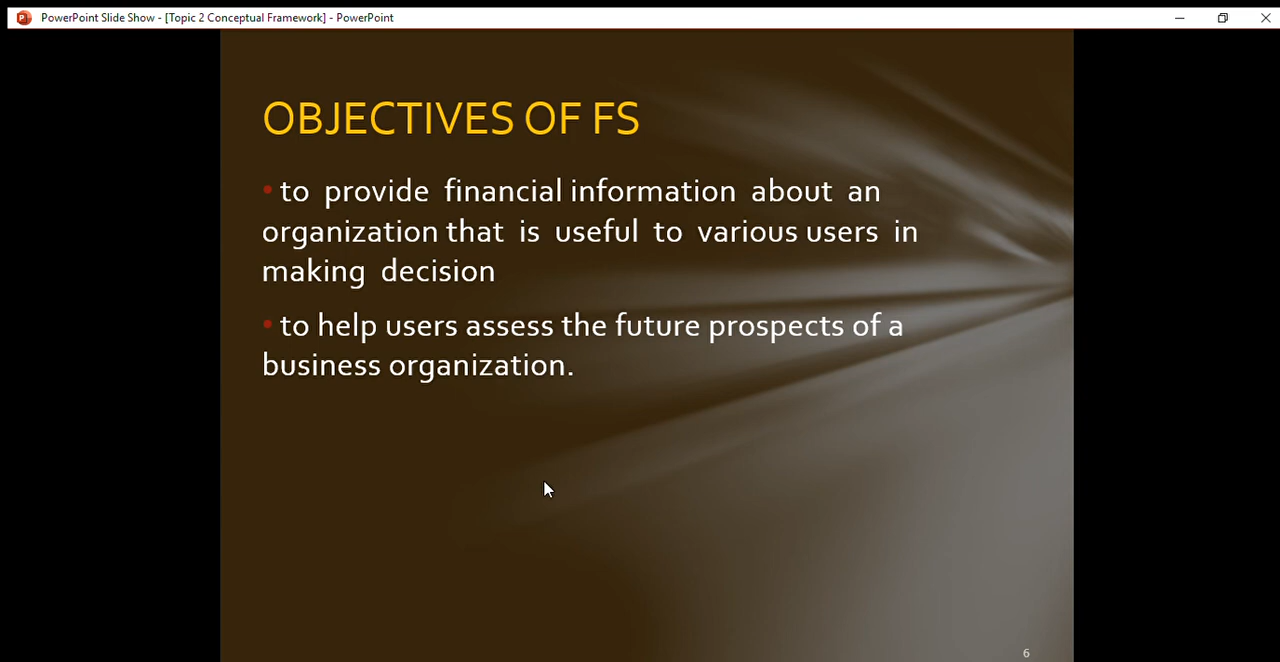 PowerPoint Slide Show - [Topic 2 Conceptual Framework] - PowerPoint
OBJECTIVES OF FS
• to provide financial information about an
organization that is useful to various users in
making decision
• to help users assess the future prospects of a
business organization.
6